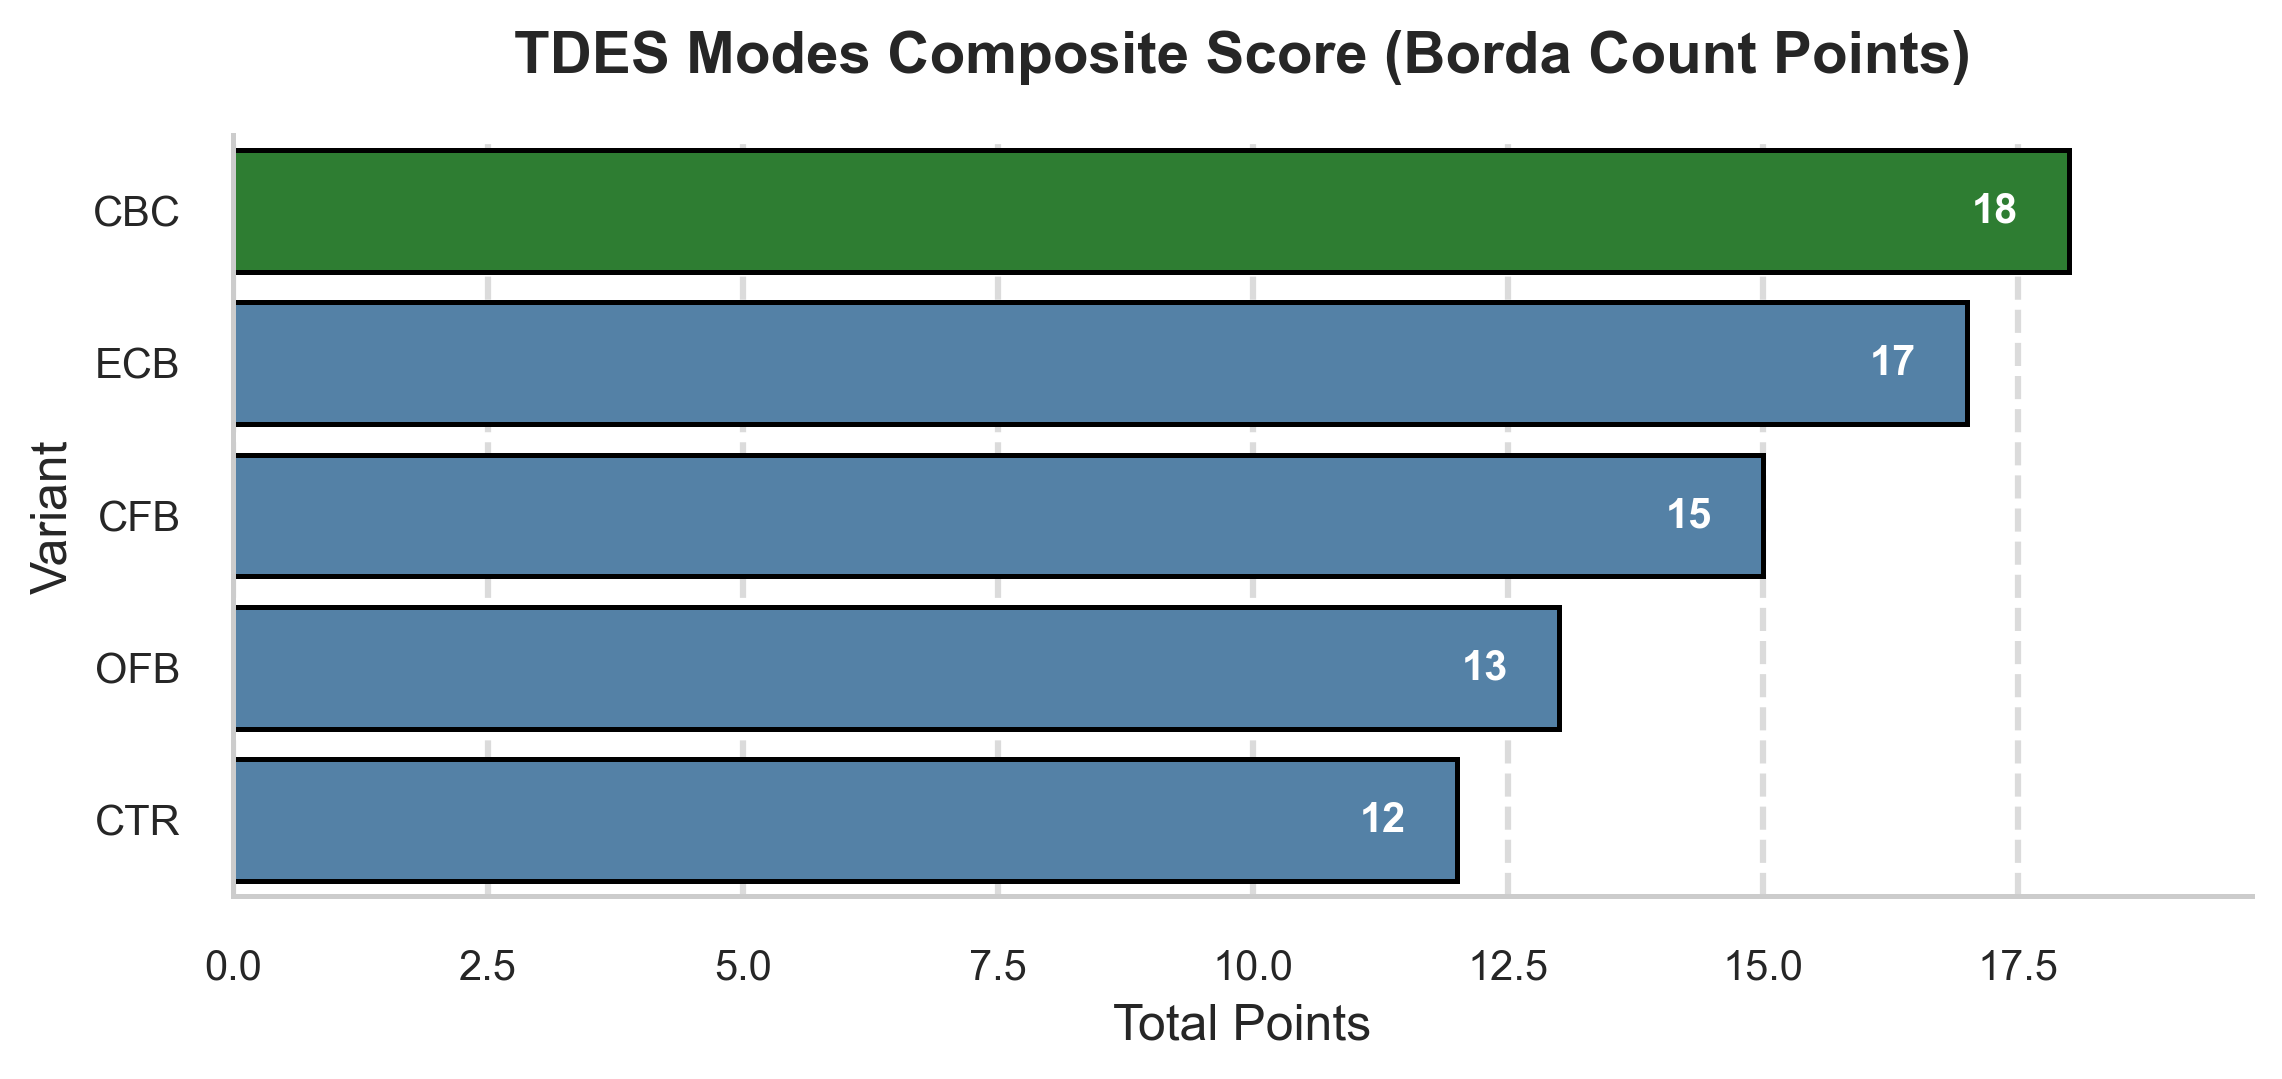 TDES Modes Composite Score (Borda Count Points)
CBC
18
ECB
17
CFB
15
OFB
13
CTR
12
Variant
0.0 2.5 5.0 7.5 10.0 12.5 15.0 17.5
Total Points